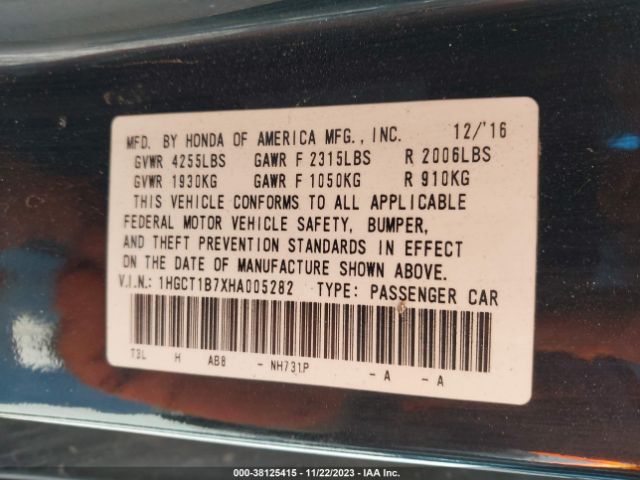 MFD. BY HONDA OF AMERICA MFG., INC. 12/'16
GVWR 4255LBS GAWR F 2315LBS R 2006LBS
GVWR 1930KG GAWR F 1050KG R 910KG
THIS VEHICLE CONFORMS TO ALL APPLICABLE
FEDERAL MOTOR VEHICLE SAFETY, BUMPER,
AND THEFT PREVENTION STANDARDS IN EFFECT
ON THE DATE OF MANUFACTURE SHOWN ABOVE.
V.I.N.: 1HGCT1B7XHA005282 TYPE: PASSENGER CAR
T3L H AB8 - NH731P - A - A
000-38125415 - 11/22/2023 - IAA Inc.